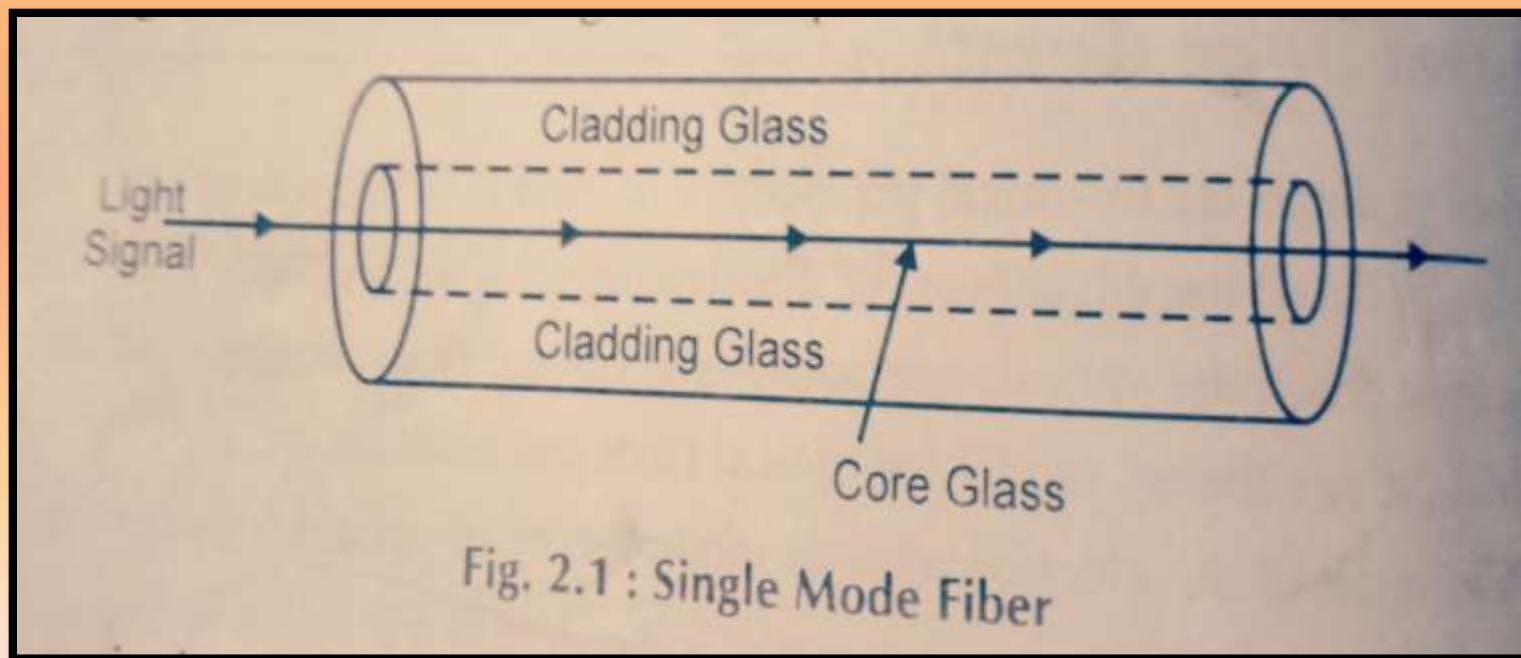 Cladding Glass
Light
Signal
Cladding Glass
Core Glass
Fig. 2.1 : Single Mode Fiber